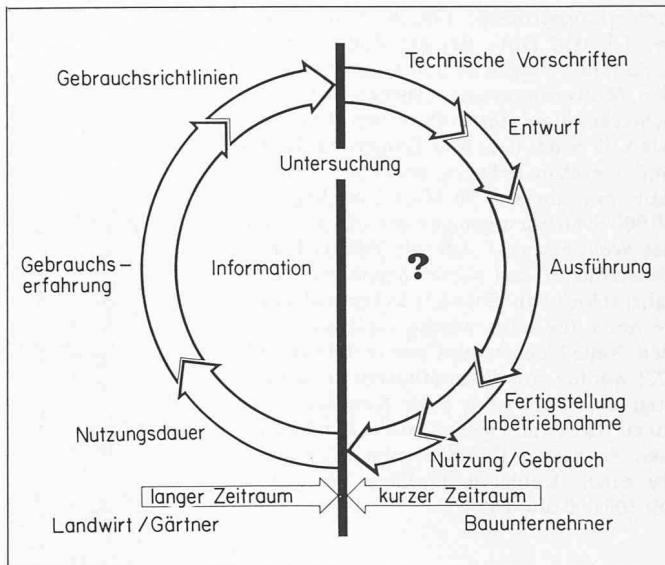 Gebrauchsrichtlinien
Technische Vorschriften
Entwurf
Untersuchung
Gebrauchs-
erfahrung
Information
?
Ausführung
Nutzungsdauer
Fertigstellung
Inbetriebnahme
Nutzung/Gebrauch
langer Zeitraum
kurzer Zeitraum
Landwirt/Gärtner
Bauunternehmer